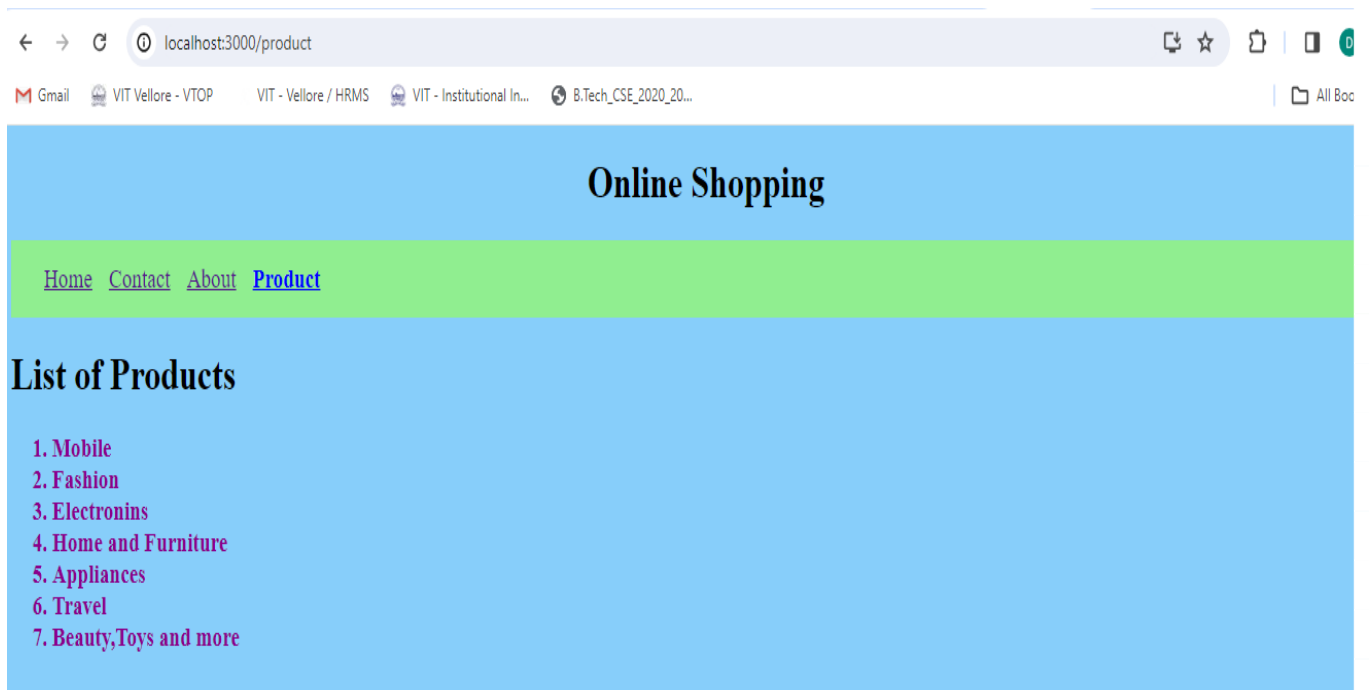 localhost:3000/product
Gmail VIT Vellore - VTOP VIT - Vellore / HRMS VIT - Institutional In... B.Tech_CSE_2020_20... All Boo
Online Shopping
Home Contact About Product
List of Products
1. Mobile
2. Fashion
3. Electronins
4. Home and Furniture
5. Appliances
6. Travel
7. Beauty,Toys and more